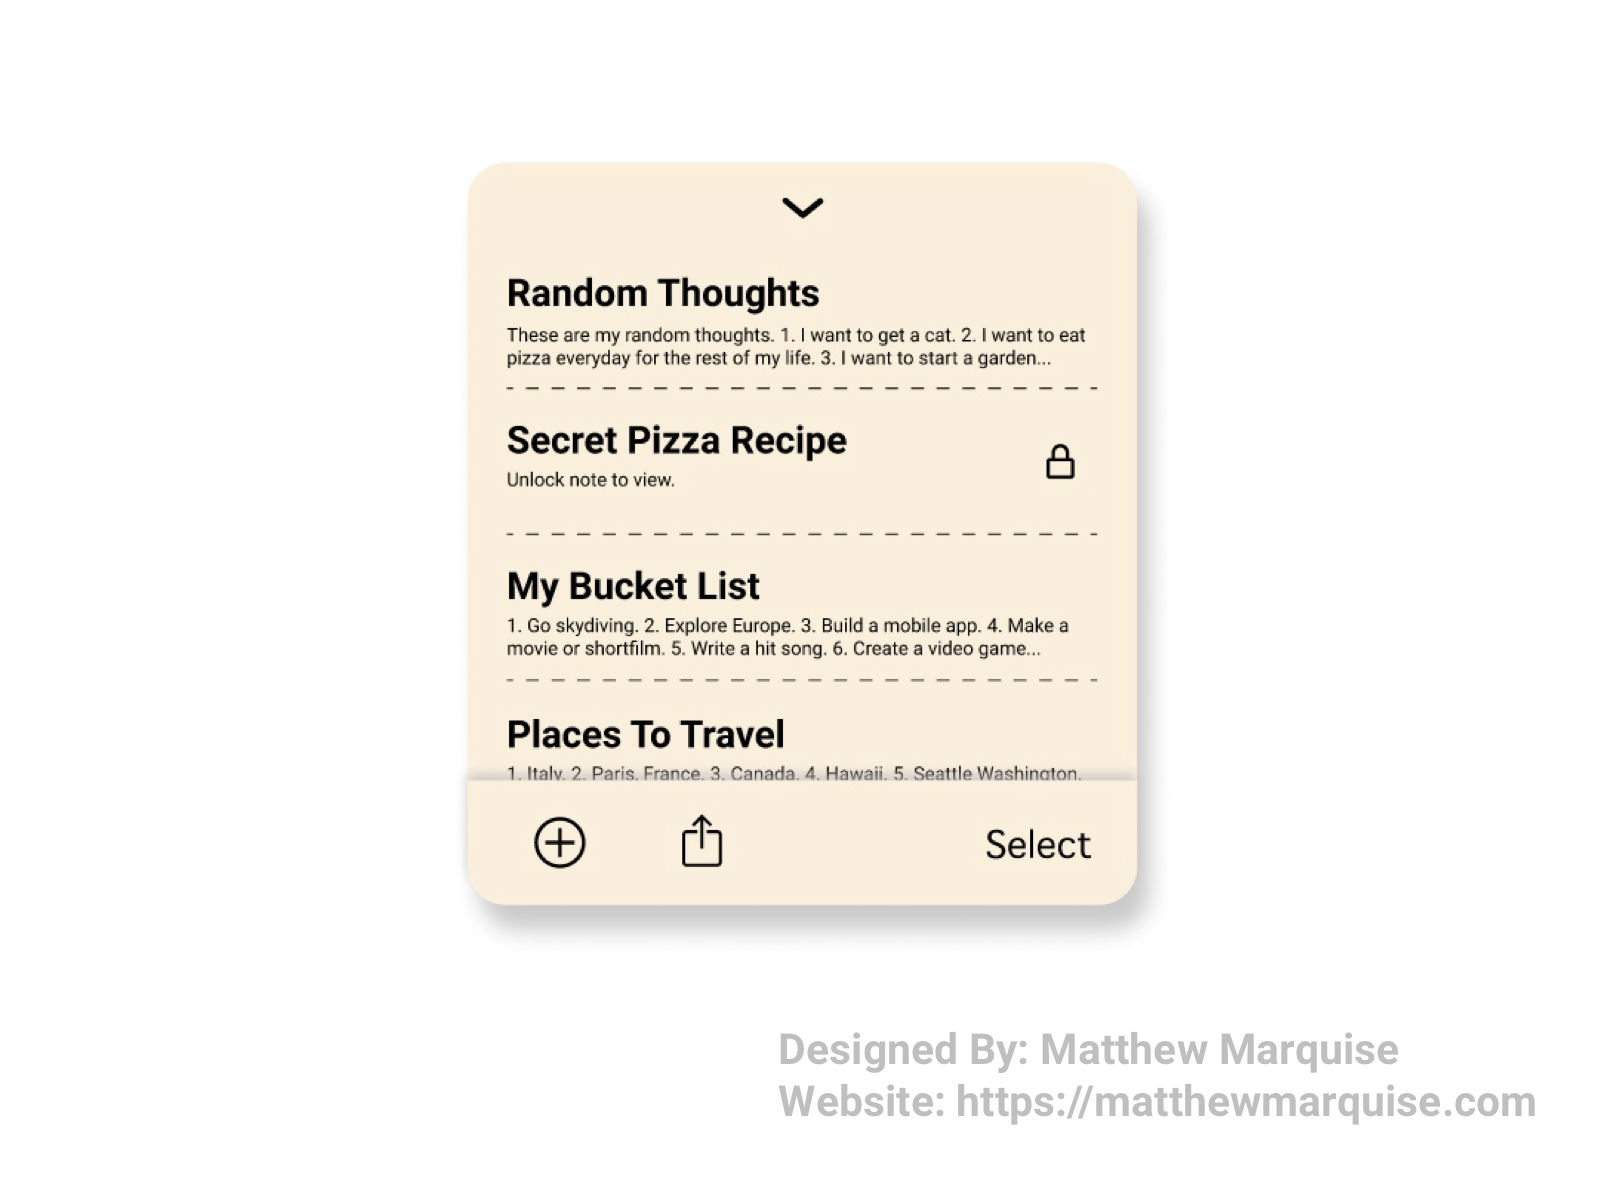 Random Thoughts
These are my random thoughts. 1. I want to get a cat. 2. I want to eat
pizza everyday for the rest of my life. 3. I want to start a garden...
Secret Pizza Recipe
Unlock note to view.
My Bucket List
1. Go skydiving. 2. Explore Europe. 3. Build a mobile app. 4. Make a
movie or shortfilm. 5. Write a hit song. 6. Create a video game...
Places To Travel
1. Italy. 2. Paris, France. 3. Canada. 4. Hawaii. 5. Seattle Washington.
Select
Designed By: Matthew Marquise
Website: https://matthewmarquise.com